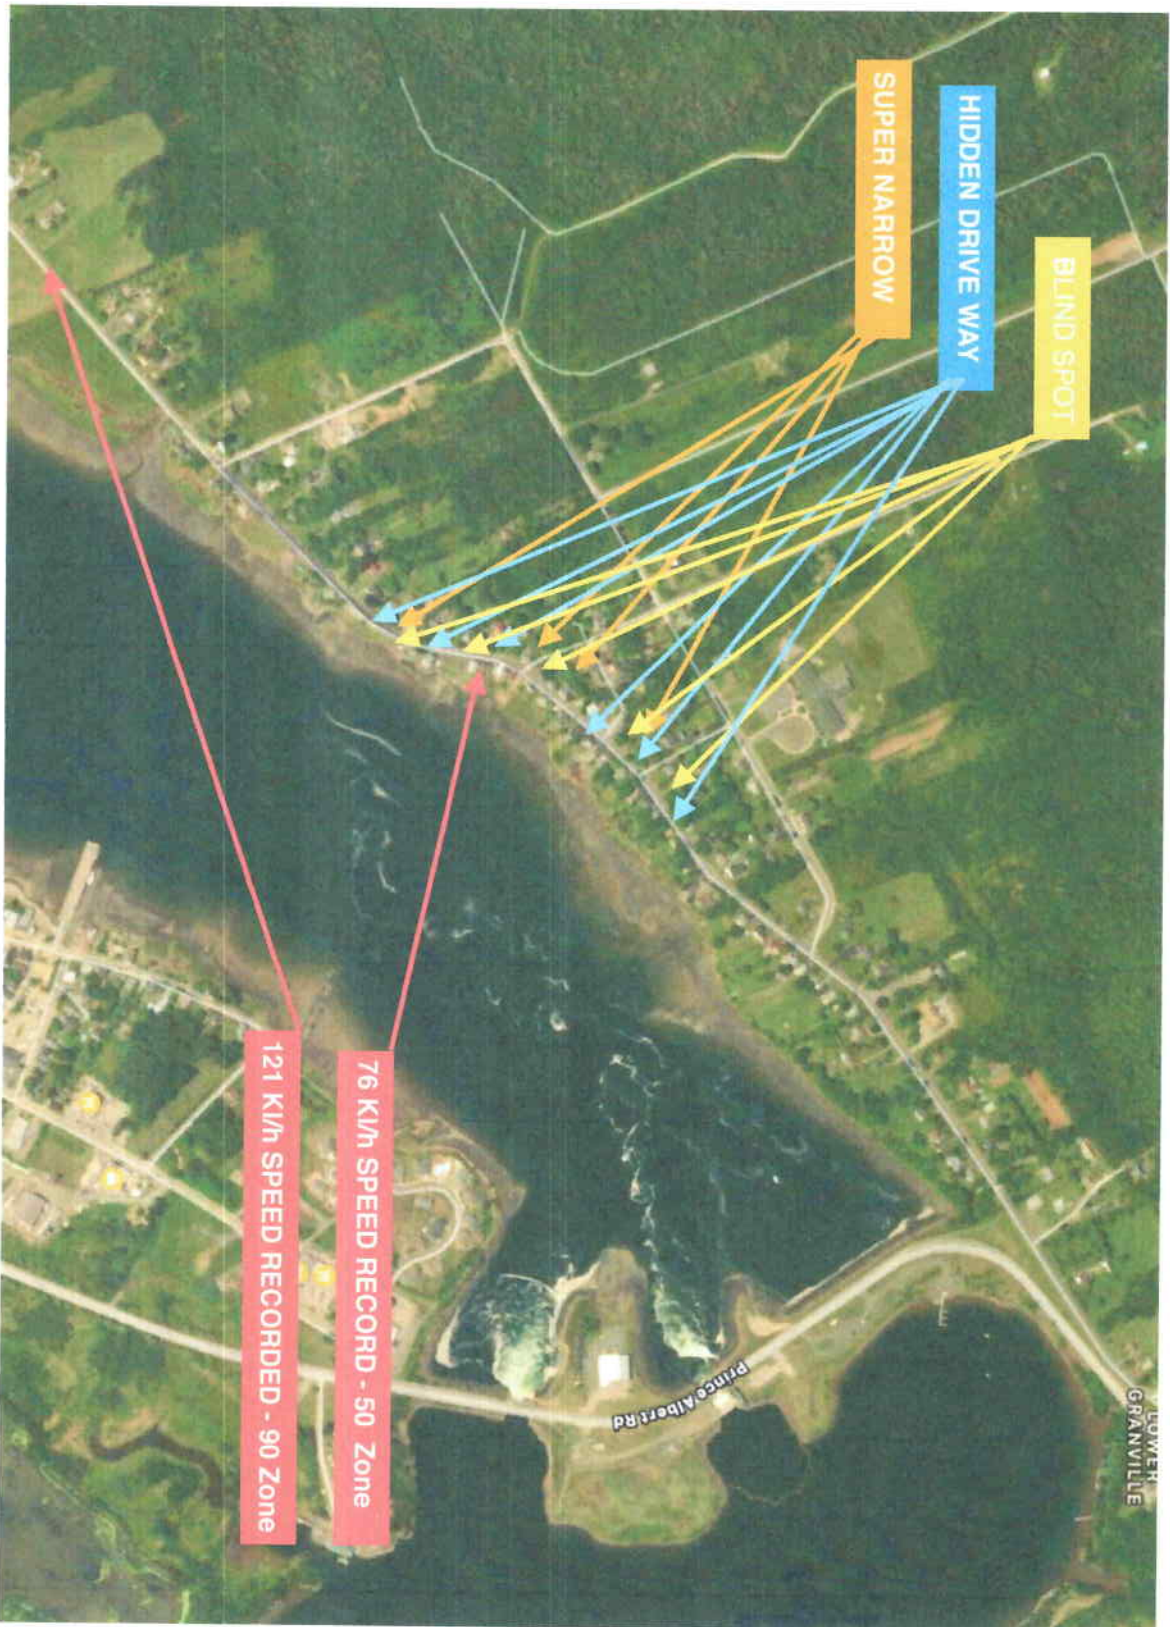 BLIND SPOT
HIDDEN DRIVE WAY
SUPER NARROW
LOWER
GRANVILLE
Prince Albert Rd
76 Kl/h SPEED RECORD - 50 Zone
121 Kl/h SPEED RECORDED - 90 Zone